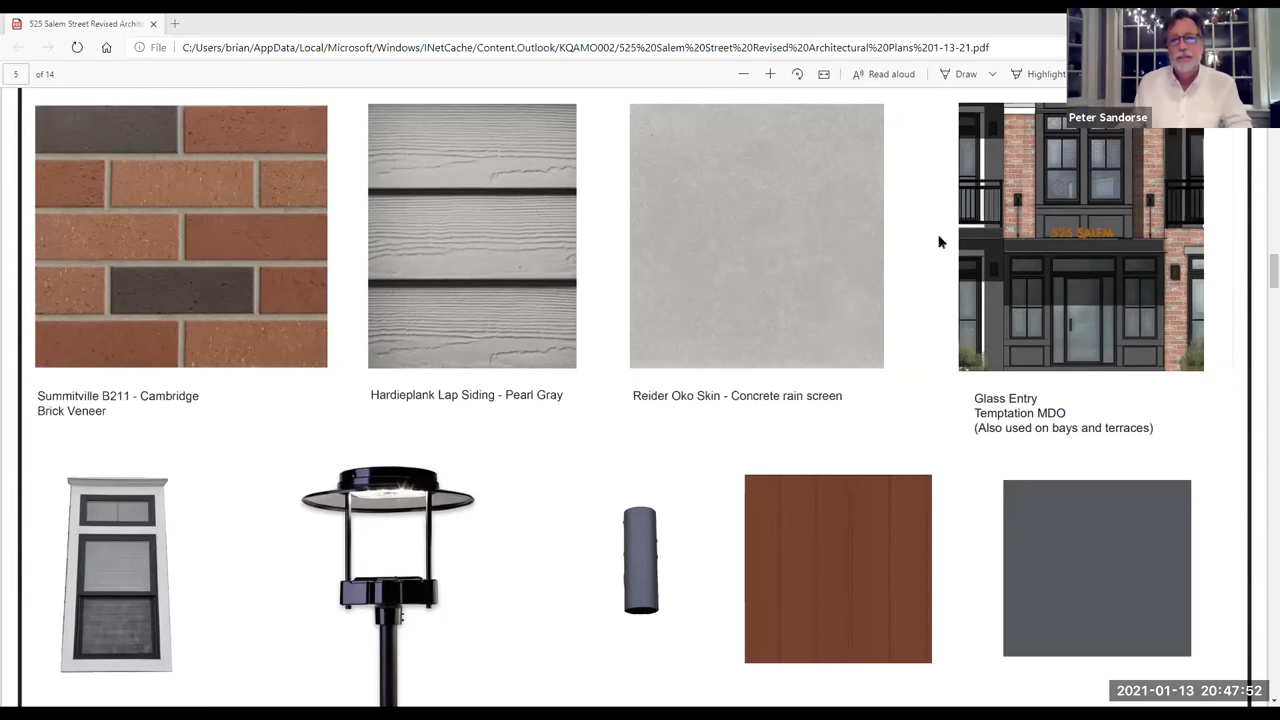 525 Salem Street Revised Archite
File
C:/Users/brian/AppData/Local/Microsoft/Windows/INetCache/Content.Outlook/KQAMO002/525%20Salem%20Street%20Revised%20Architectural%20Plans%201-13-21.pdf
5 of 14
Read aloud
Draw
Highlight
Peter Sandorse
525 SALEM
Summitville B211 - Cambridge
Brick Veneer
Hardieplank Lap Siding - Pearl Gray
Reider Oko Skin - Concrete rain screen
Glass Entry
Temptation MDO
(Also used on bays and terraces)
2021-01-13 20:47:52